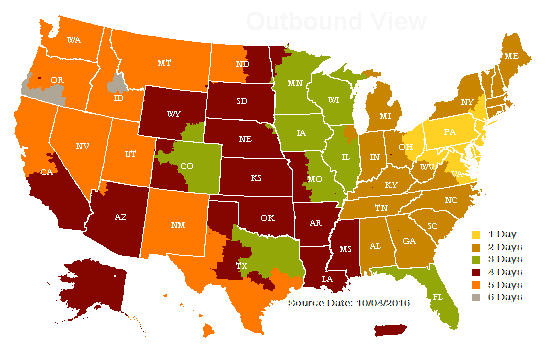 Outbound View
WA
OR
ID
MT
ND
MN
WI
MI
NY
ME
SD
WY
NE
IA
NV
UT
CO
CA
KS
MO
IL
IN
OH
PA
WV
VA
KY
NC
TN
SC
AZ
NM
OK
AR
MS
AL
GA
TX
LA
FL
1 Day
2 Days
3 Days
4 Days
5 Days
6 Days
Source Date: 10/04/2016